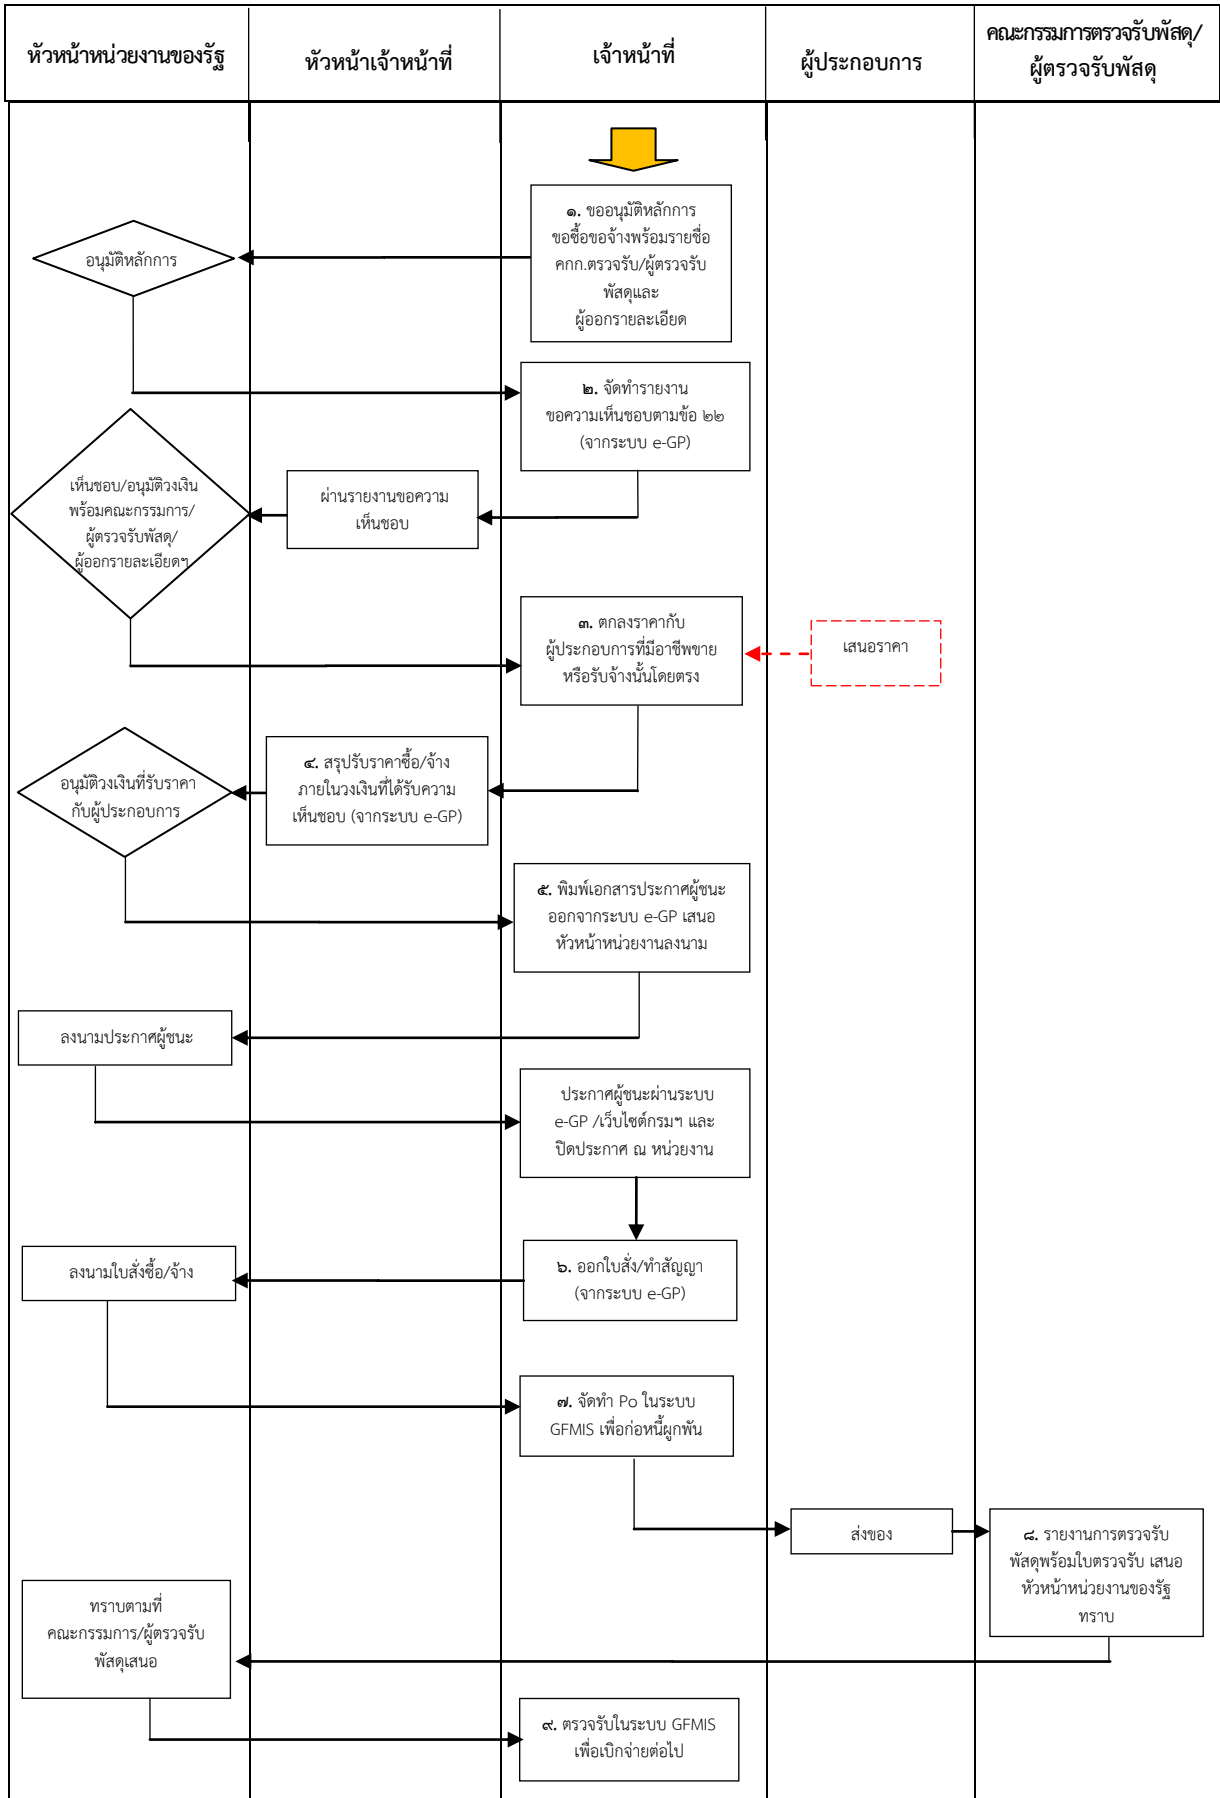 หัวหน้าหน่วยงานของรัฐ
หัวหน้าเจ้าหน้าที่
เจ้าหน้าที่
ผู้ประกอบการ
คณะกรรมการตรวจรับพัสดุ/
ผู้ตรวจรับพัสดุ
๑. ขออนุมัติหลักการ
ขอซื้อขอจ้างพร้อมรายชื่อ
คกก.ตรวจรับ/ผู้ตรวจรับ
พัสดุและ
ผู้ออกรายละเอียด
อนุมัติหลักการ
๒. จัดทำรายงาน
ขอความเห็นชอบตามข้อ ๒๒
(จากระบบ e-GP)
ผ่านรายงานขอความ
เห็นชอบ
เห็นชอบ/อนุมัติวงเงิน
พร้อมคณะกรรมการ/
ผู้ตรวจรับพัสดุ/
ผู้ออกรายละเอียดฯ
๓. ตกลงราคากับ
ผู้ประกอบการที่มีอาชีพขาย
หรือรับจ้างนั้นโดยตรง
เสนอราคา
๔. สรุปรับราคาซื้อ/จ้าง
ภายในวงเงินที่ได้รับความ
เห็นชอบ (จากระบบ e-GP)
อนุมัติวงเงินที่รับราคา
กับผู้ประกอบการ
๕. พิมพ์เอกสารประกาศผู้ชนะ
ออกจากระบบ e-GP เสนอ
หัวหน้าหน่วยงานลงนาม
ลงนามประกาศผู้ชนะ
ประกาศผู้ชนะผ่านระบบ
e-GP /เว็บไซต์กรมฯ และ
ปิดประกาศ ณ หน่วยงาน
๖. ออกใบสั่ง/ทำสัญญา
(จากระบบ e-GP)
ลงนามใบสั่งซื้อ/จ้าง
๗. จัดทำ Po ในระบบ
GFMIS เพื่อก่อหนี้ผูกพัน
ส่งของ
๘. รายงานการตรวจรับ
พัสดุพร้อมใบตรวจรับ เสนอ
หัวหน้าหน่วยงานของรัฐ
ทราบ
ทราบตามที่
คณะกรรมการ/ผู้ตรวจรับ
พัสดุเสนอ
๙. ตรวจรับในระบบ GFMIS
เพื่อเบิกจ่ายต่อไป